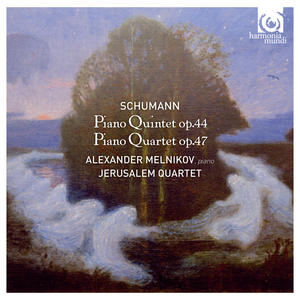 harmonia
mundi
SCHUMANN
Piano Quintet op.44
Piano Quartet op.47
ALEXANDER MELNIKOV piano
JERUSALEM QUARTET